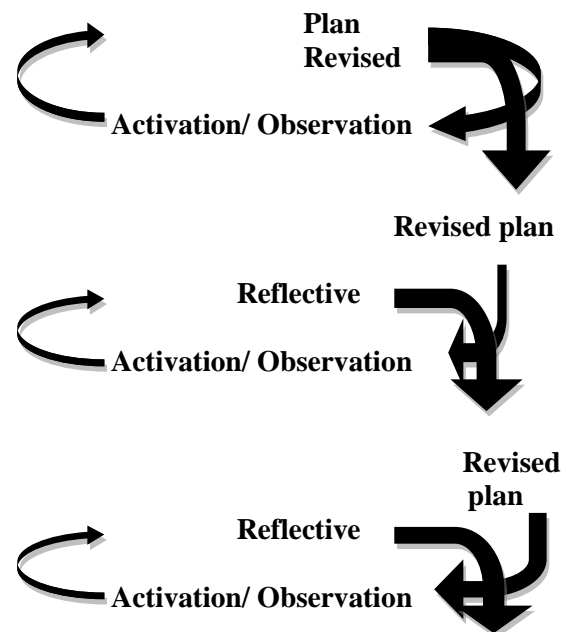 Plan
Revised
Activation/ Observation
Revised plan
Reflective
Activation/ Observation
Revised
plan
Reflective
Activation/ Observation